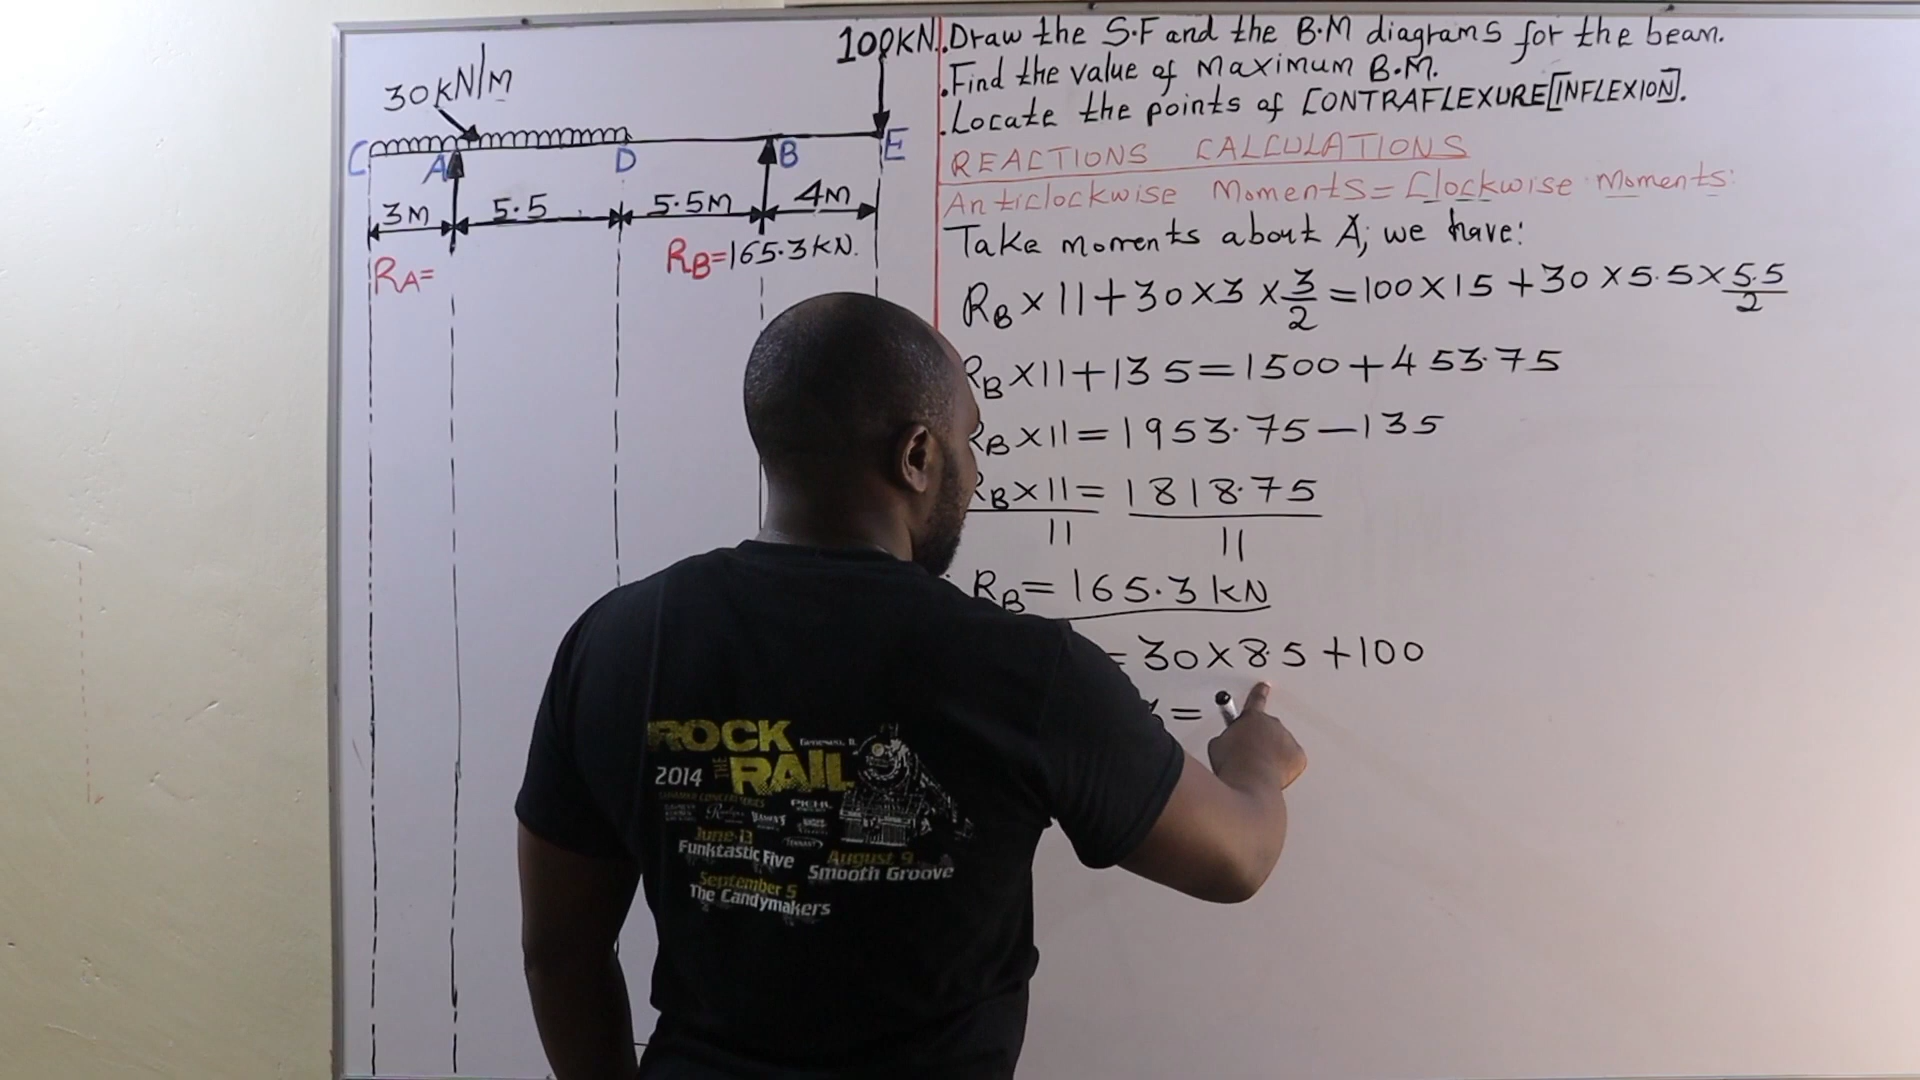 100KN
30KN/M
C A D B E
3M 5.5 5.5M 4M
RA=
RB=165.3KN.
.Draw the S.F and the B.M diagrams for the beam.
.Find the value of Maximum B.M.
.Locate the points of CONTRAFLEXURE[INFLEXION].
REACTIONS CALCULATIONS
Anticlockwise Moments=Clockwise Moments:
Take moments about A, we have:
RB×11+30×3×3/2=100×15+30×5.5×5.5/2
RB×11+135=1500+453.75
RB×11=1953.75-135
RB×11= 1818.75
11 11
RB=165.3KN
=30×8.5+100
=
ROCK
THE
RAIL
2014
June 13
Funktastic Five
August 9
Smooth Groove
September 5
The Candymakers